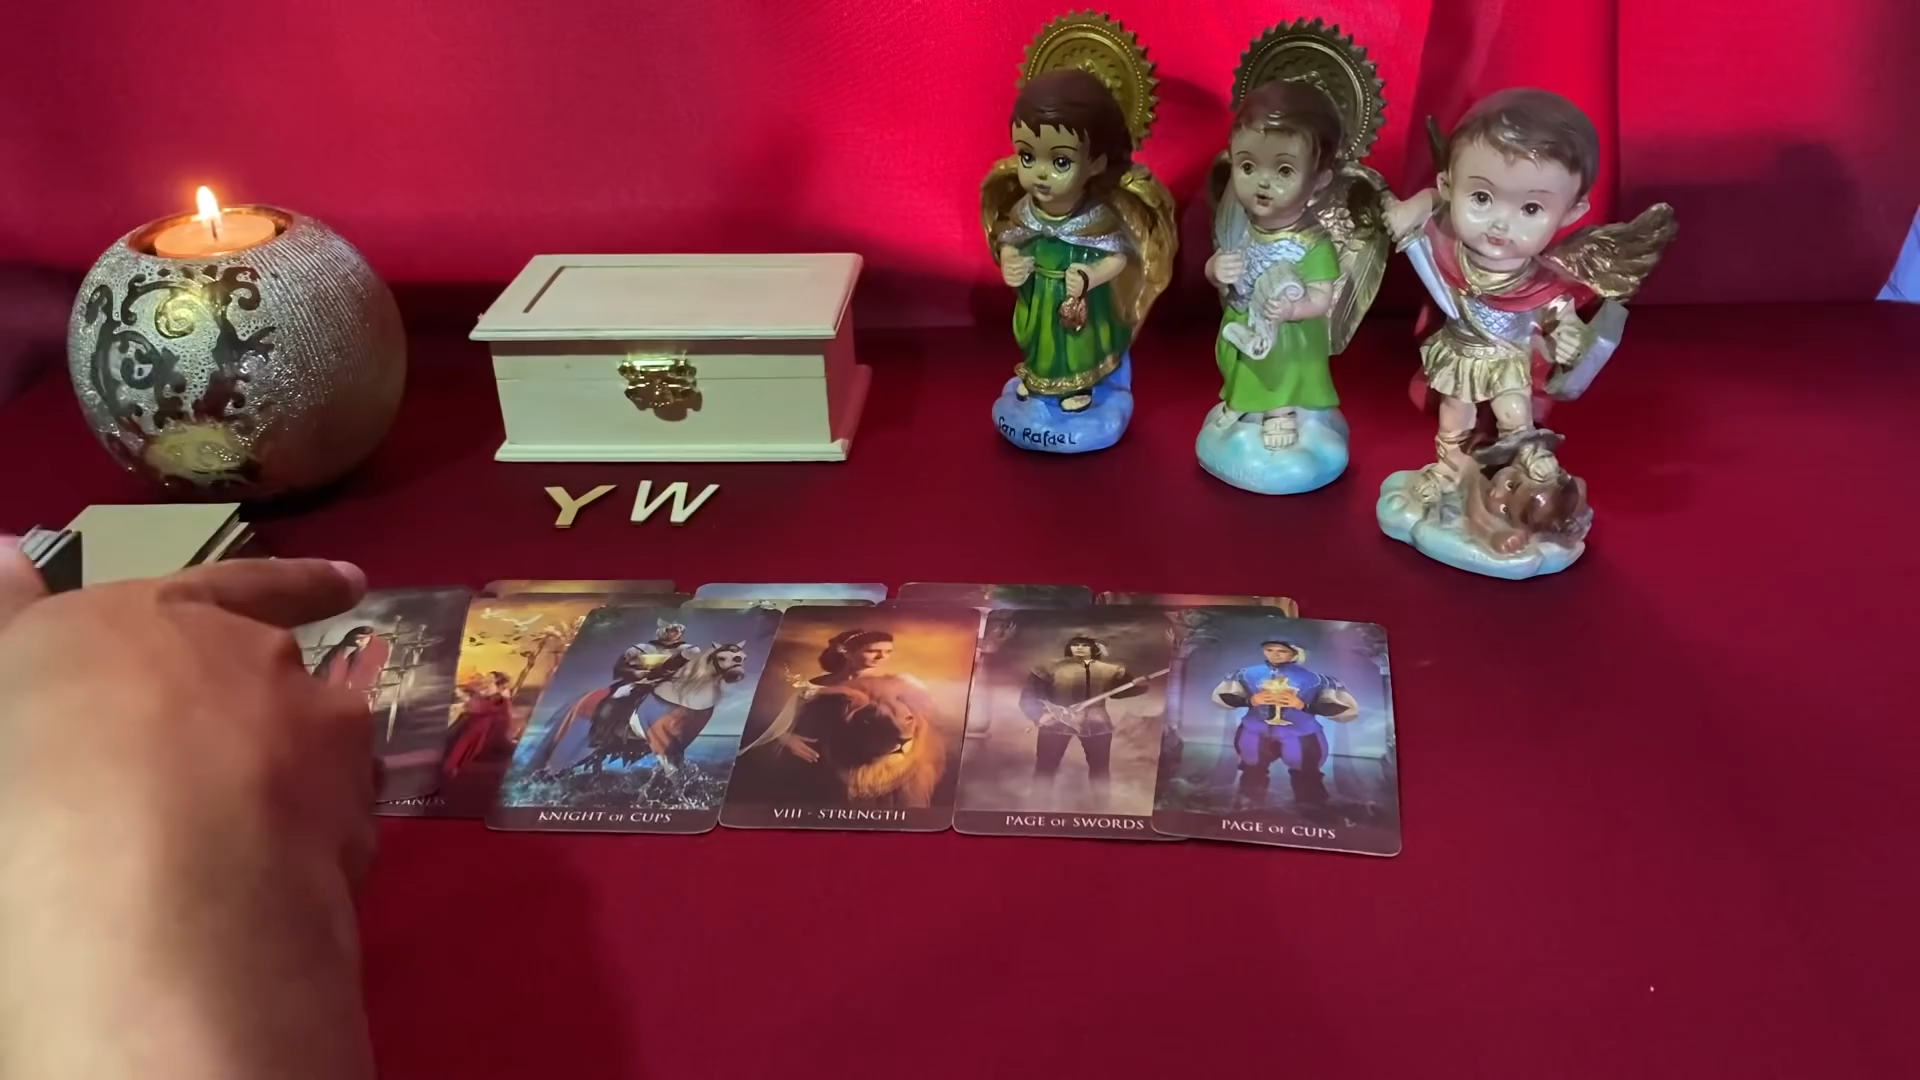 San Rafael
Y W
KNIGHT OF CUPS
VIII - STRENGTH
PAGE OF SWORDS
PAGE OF CUPS